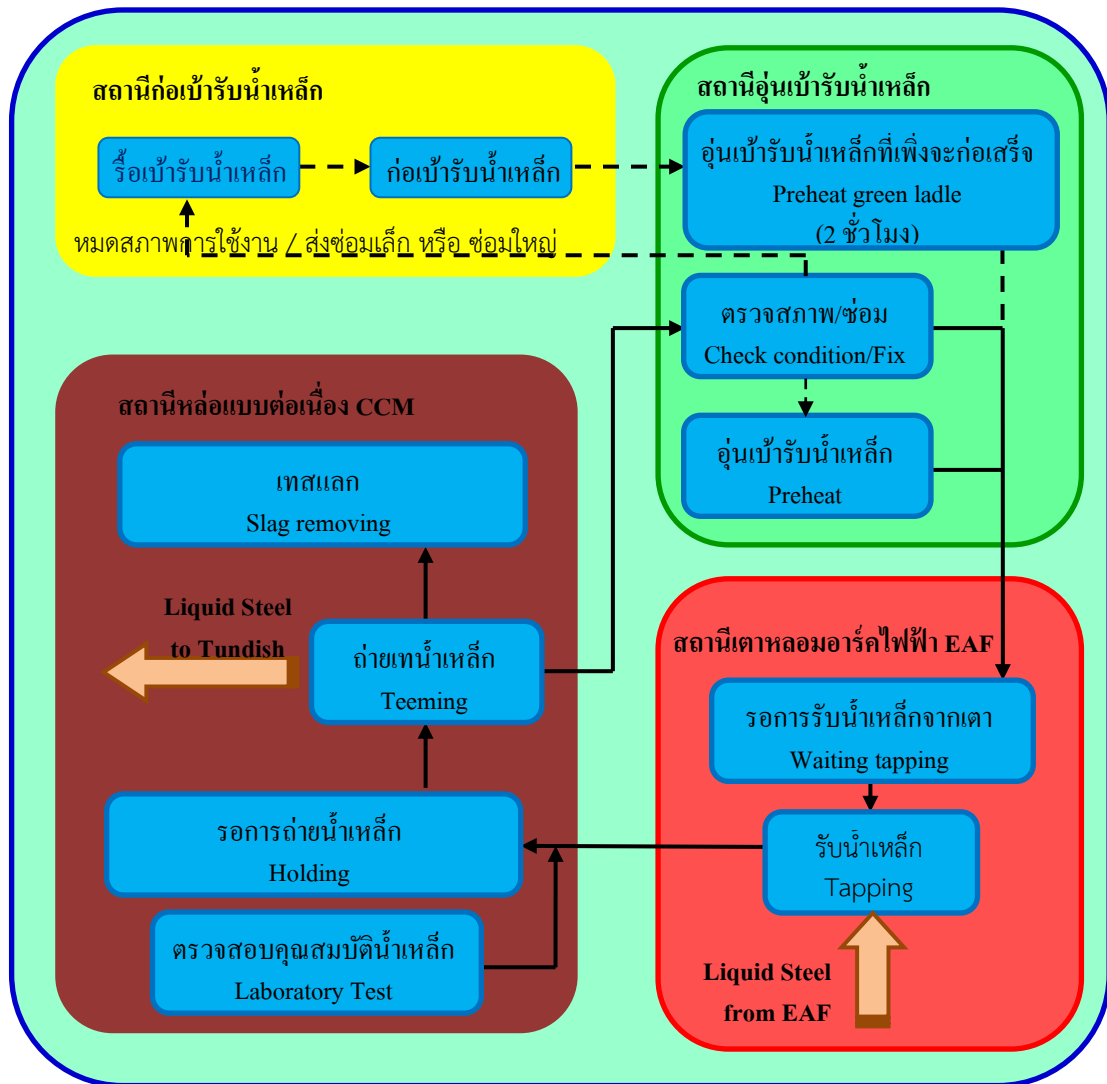 สถานีก่อเบ้ารับน้ำเหล็ก
รื้อเบ้ารับน้ำเหล็ก
ก่อเบ้ารับน้ำเหล็ก
หมดสภาพการใช้งาน / ส่งซ่อมเล็ก หรือ ซ่อมใหญ่
สถานีอุ่นเบ้ารับน้ำเหล็ก
อุ่นเบ้ารับน้ำเหล็กที่เพิ่งจะก่อเสร็จ
Preheat green ladle
(2 ชั่วโมง)
ตรวจสภาพ/ซ่อม
Check condition/Fix
อุ่นเบ้ารับน้ำเหล็ก
Preheat
สถานีหล่อแบบต่อเนื่อง CCM
เทสแลก
Slag removing
Liquid Steel
to Tundish
ถ่ายเทน้ำเหล็ก
Teeming
รอการถ่ายน้ำเหล็ก
Holding
ตรวจสอบคุณสมบัติน้ำเหล็ก
Laboratory Test
สถานีเตาหลอมอาร์คไฟฟ้า EAF
รอการรับน้ำเหล็กจากเตา
Waiting tapping
รับน้ำเหล็ก
Tapping
Liquid Steel
from EAF